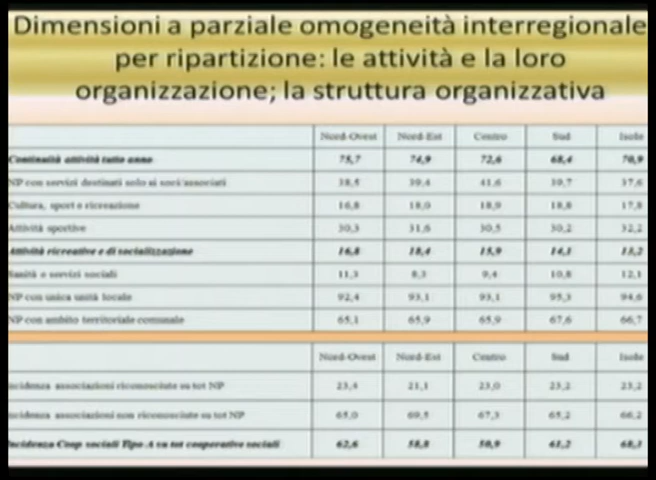 Dimensioni a parziale omogeneità interregionale
per ripartizione: le attività e la loro
organizzazione; la struttura organizzativa
Nord-Ovest Nord-Est Centro Sud Isole
Continuità attività tutto anno 75,7 74,9 72,6 68,4 70,9
NP con servizi destinati solo ai soci/associati 38,5 39,4 41,6 39,7 37,6
Cultura, sport e ricreazione 16,8 18,0 18,9 18,8 17,8
Attività sportive 30,3 31,6 30,5 30,2 32,2
Attività ricreative e di socializzazione 16,8 18,4 15,9 14,1 13,2
Sanità e servizi sociali 11,3 8,3 9,4 10,8 12,1
NP con unica unità locale 92,4 93,1 93,1 95,3 94,6
NP con ambito territoriale comunale 65,1 65,9 65,9 67,6 66,7
Nord-Ovest Nord-Est Centro Sud Isole
ncidenza associazioni riconosciute su tot NP 23,4 21,1 23,0 23,2 23,2
ncidenza associazioni non riconosciute su tot NP 65,0 69,5 67,3 65,2 66,2
Incidenza Coop sociali Tipo A su tot cooperative sociali 62,6 58,8 50,9 61,2 68,1